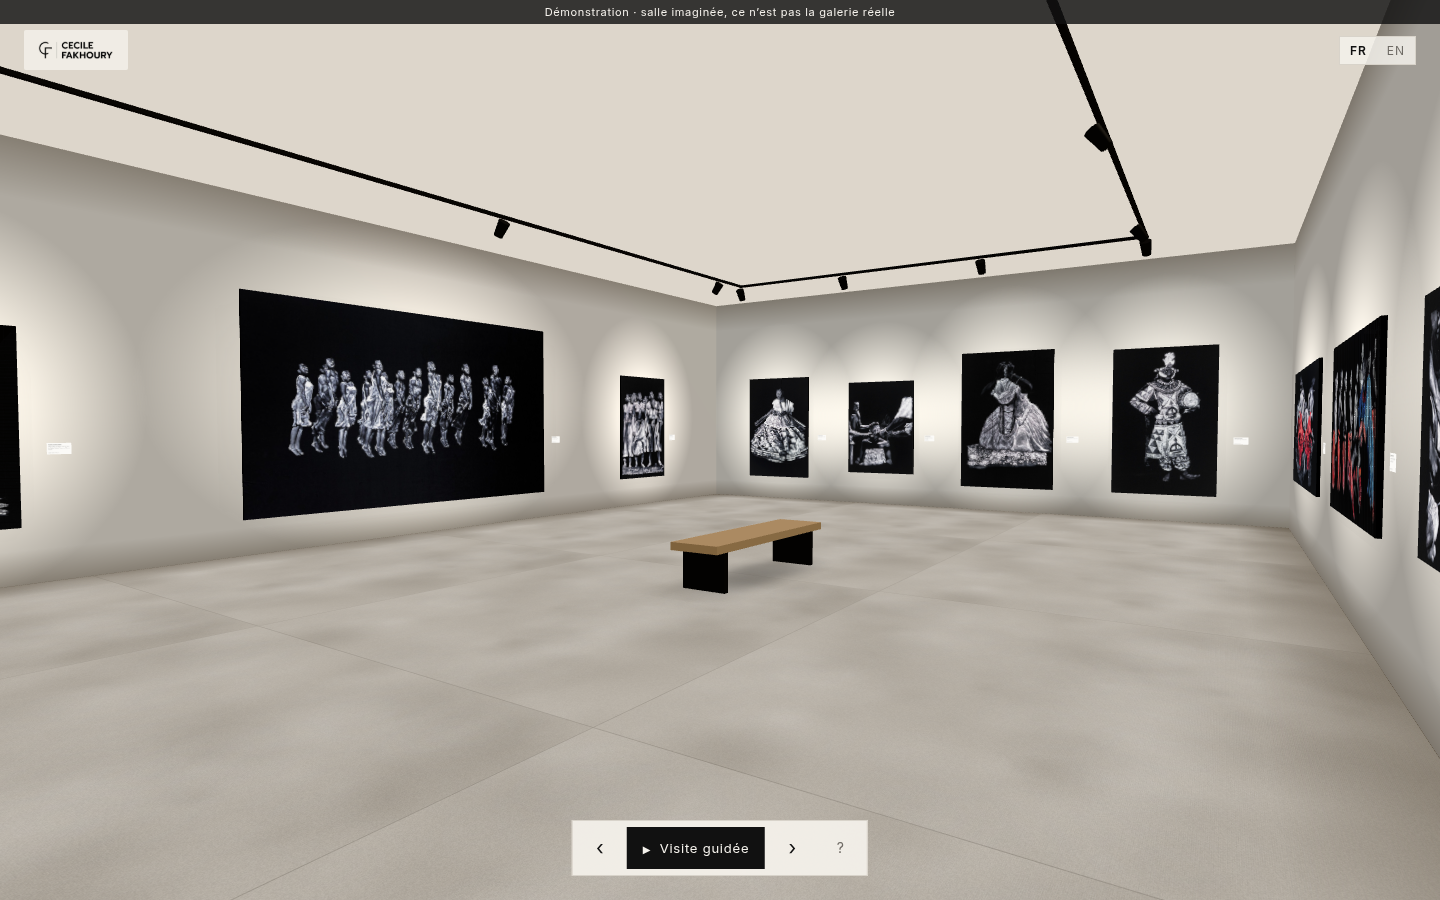 Démonstration · salle imaginée, ce n’est pas la galerie réelle
CECILE
FAKHOURY
FR EN
‹ ▶ Visite guidée › ?